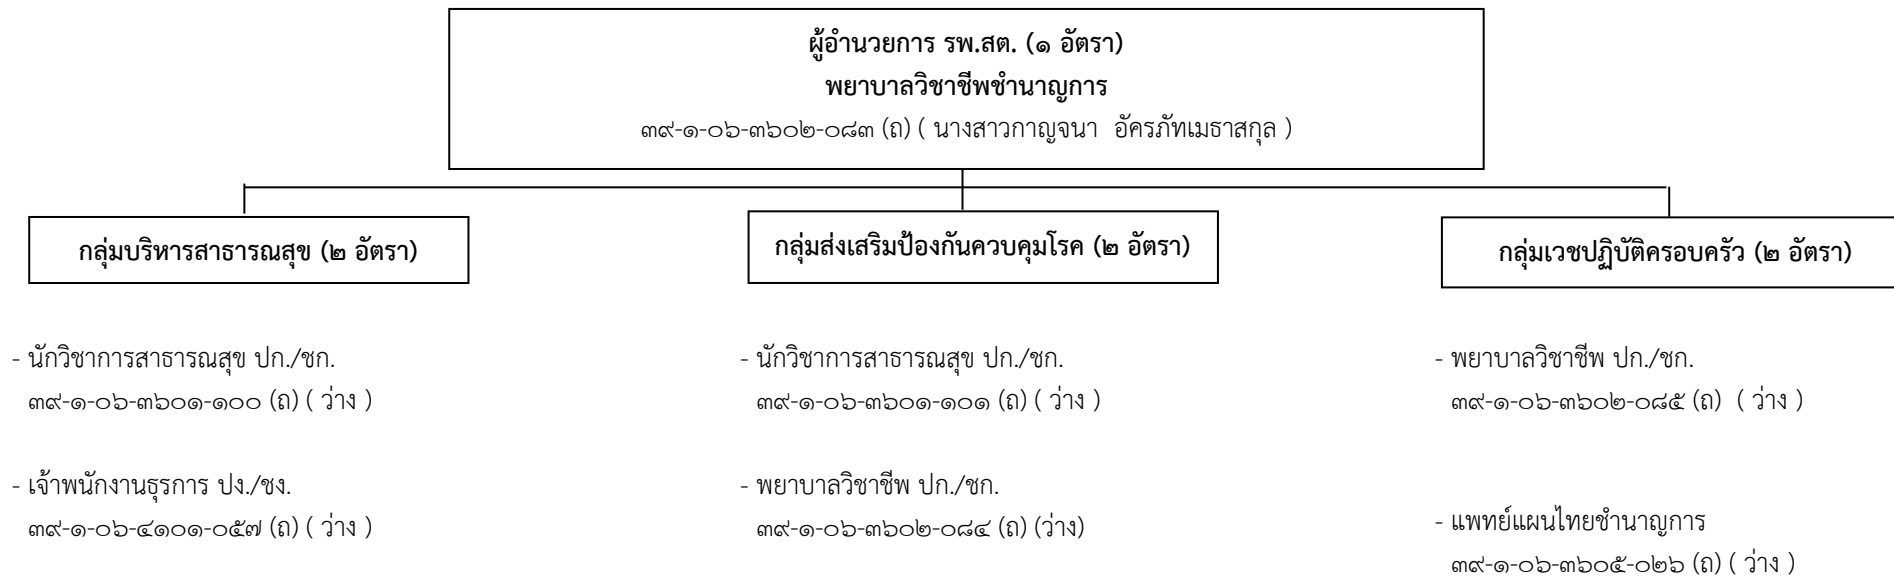 ผู้อำนวยการ รพ.สต. (๑ อัตรา)
พยาบาลวิชาชีพชำนาญการ
๓๙-๑-๐๖-๓๖๐๒-๐๘๓ (ถ) ( นางสาวกาญจนา อัครภัทเมธาสกุล )
กลุ่มบริหารสาธารณสุข (๒ อัตรา)
- นักวิชาการสาธารณสุข ปก./ชก.
๓๙-๑-๐๖-๓๖๐๑-๑๐๐ (ถ) ( ว่าง )
- เจ้าพนักงานธุรการ ปง./ชง.
๓๙-๑-๐๖-๔๑๐๑-๐๕๗ (ถ) ( ว่าง )
กลุ่มส่งเสริมป้องกันควบคุมโรค (๒ อัตรา)
- นักวิชาการสาธารณสุข ปก./ชก.
๓๙-๑-๐๖-๓๖๐๑-๑๐๑ (ถ) ( ว่าง )
- พยาบาลวิชาชีพ ปก./ชก.
๓๙-๑-๐๖-๓๖๐๒-๐๘๔ (ถ) (ว่าง)
กลุ่มเวชปฏิบัติครอบครัว (๒ อัตรา)
- พยาบาลวิชาชีพ ปก./ชก.
๓๙-๑-๐๖-๓๖๐๒-๐๘๕ (ถ) ( ว่าง )
- แพทย์แผนไทยชำนาญการ
๓๙-๑-๐๖-๓๖๐๕-๐๒๖ (ถ) ( ว่าง )